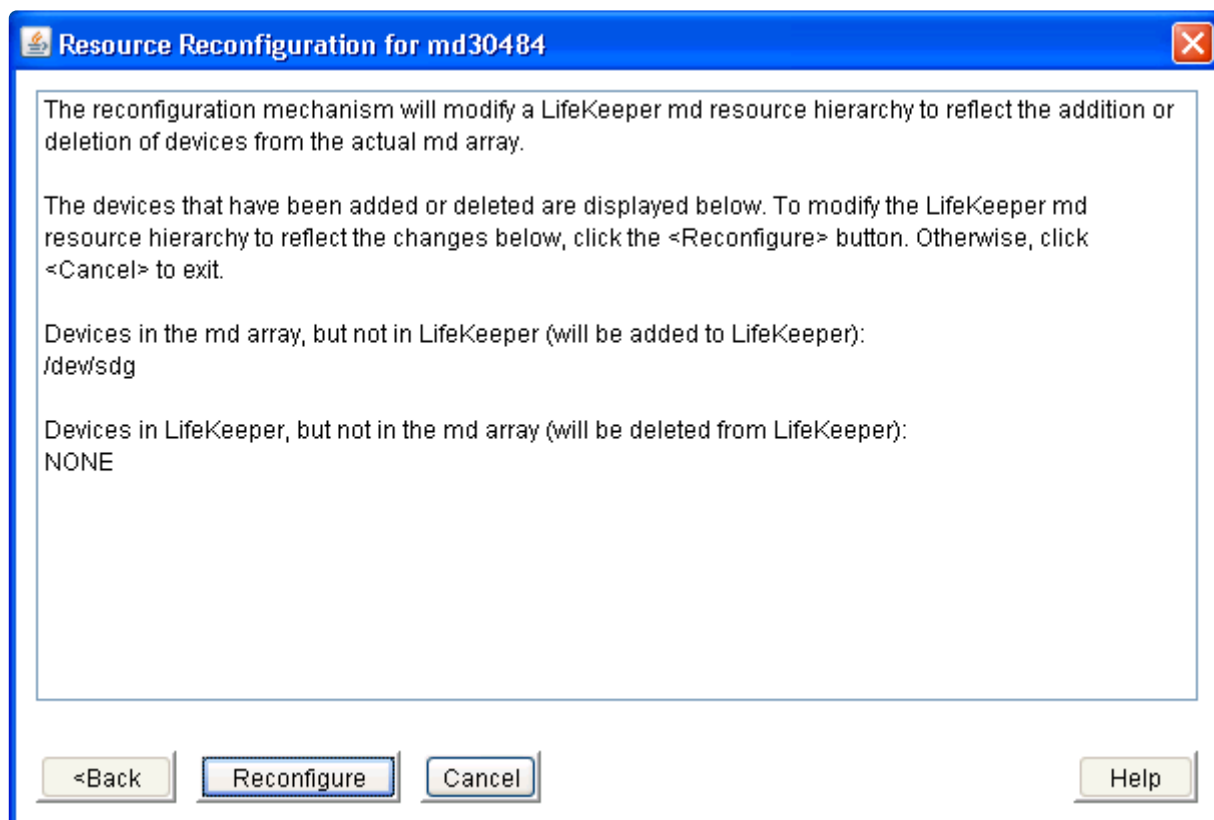 Resource Reconfiguration for md30484
The reconfiguration mechanism will modify a LifeKeeper md resource hierarchy to reflect the addition or
deletion of devices from the actual md array.
The devices that have been added or deleted are displayed below. To modify the LifeKeeper md
resource hierarchy to reflect the changes below, click the <Reconfigure> button. Otherwise, click
<Cancel> to exit.
Devices in the md array, but not in LifeKeeper (will be added to LifeKeeper):
/dev/sdg
Devices in LifeKeeper, but not in the md array (will be deleted from LifeKeeper):
NONE
<Back Reconfigure Cancel Help